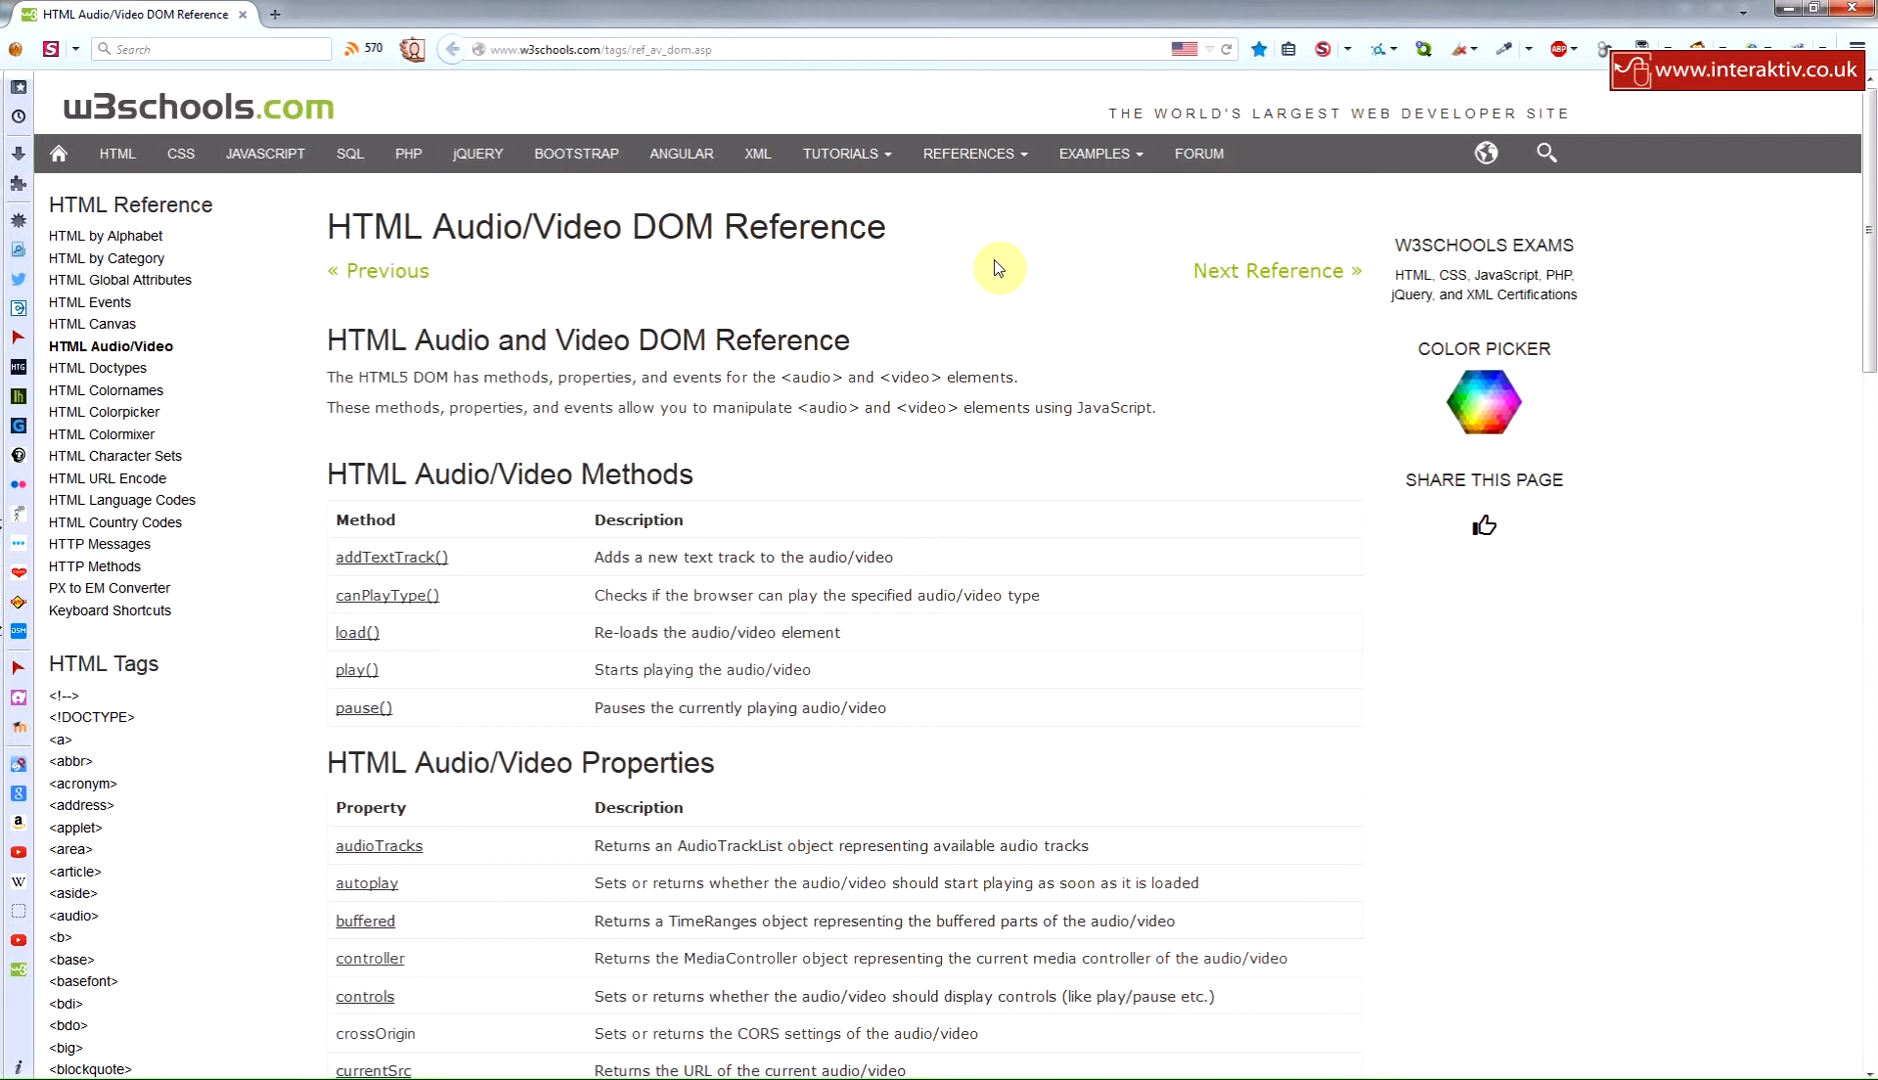 HTML Audio/Video DOM Reference
Search
570
www.w3schools.com/tags/ref_av_dom.asp
ABP
www.interaktiv.co.uk
w3schools.com
THE WORLD'S LARGEST WEB DEVELOPER SITE
HTML CSS JAVASCRIPT SQL PHP jQUERY BOOTSTRAP ANGULAR XML TUTORIALS REFERENCES EXAMPLES FORUM
HTML Reference
HTML by Alphabet
HTML by Category
HTML Global Attributes
HTML Events
HTML Canvas
HTML Audio/Video
HTML Doctypes
HTML Colornames
HTML Colorpicker
HTML Colormixer
HTML Character Sets
HTML URL Encode
HTML Language Codes
HTML Country Codes
HTTP Messages
HTTP Methods
PX to EM Converter
Keyboard Shortcuts
HTML Tags
<!-->
<!DOCTYPE>
<a>
<abbr>
<acronym>
<address>
<applet>
<area>
<article>
<aside>
<audio>
<b>
<base>
<basefont>
<bdi>
<bdo>
<big>
<blockquote>
HTML Audio/Video DOM Reference
« Previous
Next Reference »
HTML Audio and Video DOM Reference
The HTML5 DOM has methods, properties, and events for the <audio> and <video> elements.
These methods, properties, and events allow you to manipulate <audio> and <video> elements using JavaScript.
HTML Audio/Video Methods
Method Description
addTextTrack() Adds a new text track to the audio/video
canPlayType() Checks if the browser can play the specified audio/video type
load() Re-loads the audio/video element
play() Starts playing the audio/video
pause() Pauses the currently playing audio/video
HTML Audio/Video Properties
Property Description
audioTracks Returns an AudioTrackList object representing available audio tracks
autoplay Sets or returns whether the audio/video should start playing as soon as it is loaded
buffered Returns a TimeRanges object representing the buffered parts of the audio/video
controller Returns the MediaController object representing the current media controller of the audio/video
controls Sets or returns whether the audio/video should display controls (like play/pause etc.)
crossOrigin Sets or returns the CORS settings of the audio/video
currentSrc Returns the URL of the current audio/video
W3SCHOOLS EXAMS
HTML, CSS, JavaScript, PHP,
jQuery, and XML Certifications
COLOR PICKER
SHARE THIS PAGE